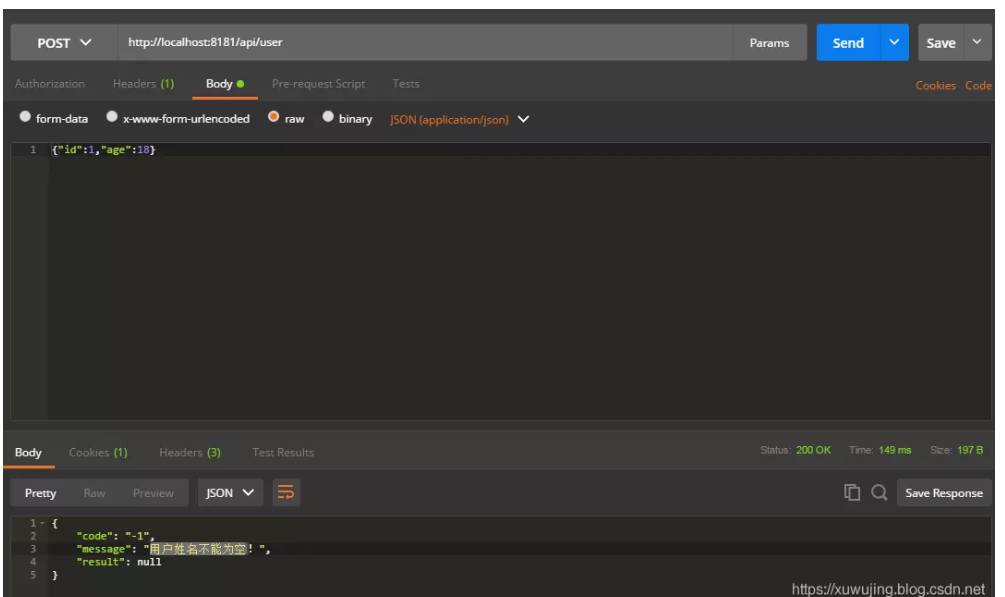 POST http://localhost:8181/api/user Params Send Save
Authorization Headers (1) Body Pre-request Script Tests Cookies Code
form-data x-www-form-urlencoded raw binary JSON (application/json)
1 {"id":1,"age":18}
Body Cookies (1) Headers (3) Test Results Status: 200 OK Time: 149 ms Size: 197 B
Pretty Raw Preview JSON Save Response
1 {
2 "code": "-1",
3 "message": "用户姓名不能为空！",
4 "result": null
5 }
https://xuwujing.blog.csdn.net